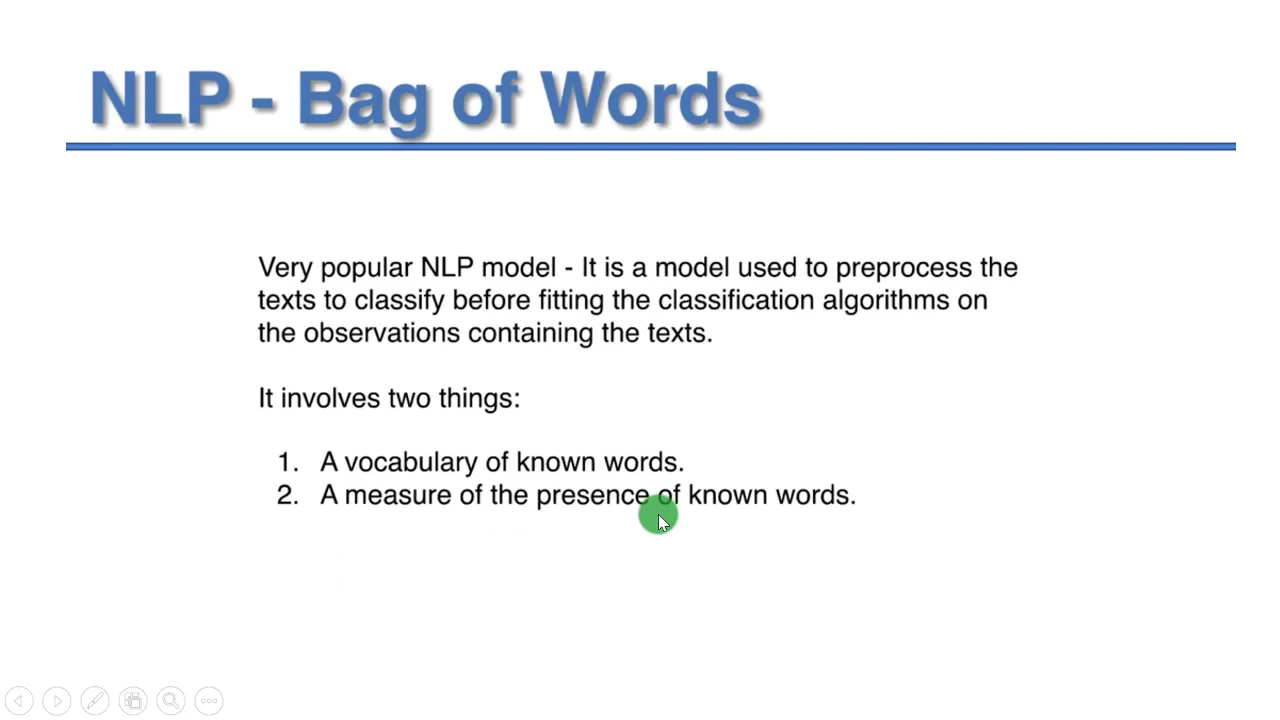 NLP - Bag of Words
Very popular NLP model - It is a model used to preprocess the
texts to classify before fitting the classification algorithms on
the observations containing the texts.
It involves two things:
1. A vocabulary of known words.
2. A measure of the presence of known words.